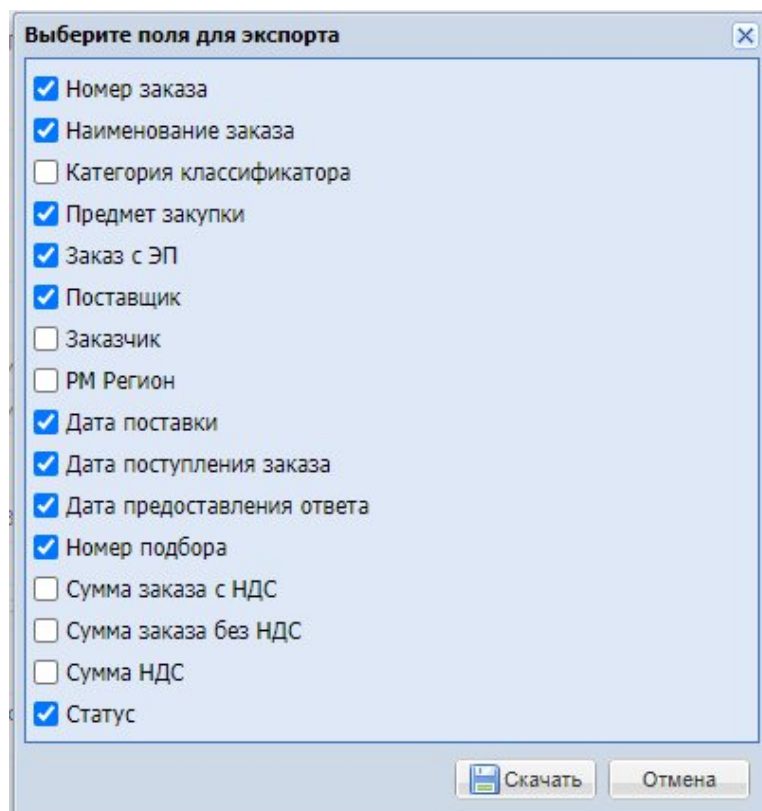 Выберите поля для экспорта
Номер заказа
Наименование заказа
Категория классификатора
Предмет закупки
Заказ с ЭП
Поставщик
Заказчик
РМ Регион
Дата поставки
Дата поступления заказа
Дата предоставления ответа
Номер подбора
Сумма заказа с НДС
Сумма заказа без НДС
Сумма НДС
Статус
Скачать Отмена